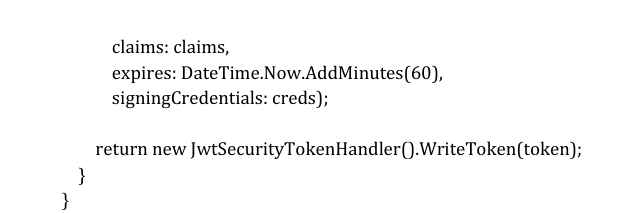 claims: claims,
expires: DateTime.Now.AddMinutes(60),
signingCredentials: creds);
return new JwtSecurityTokenHandler().WriteToken(token);
}
}